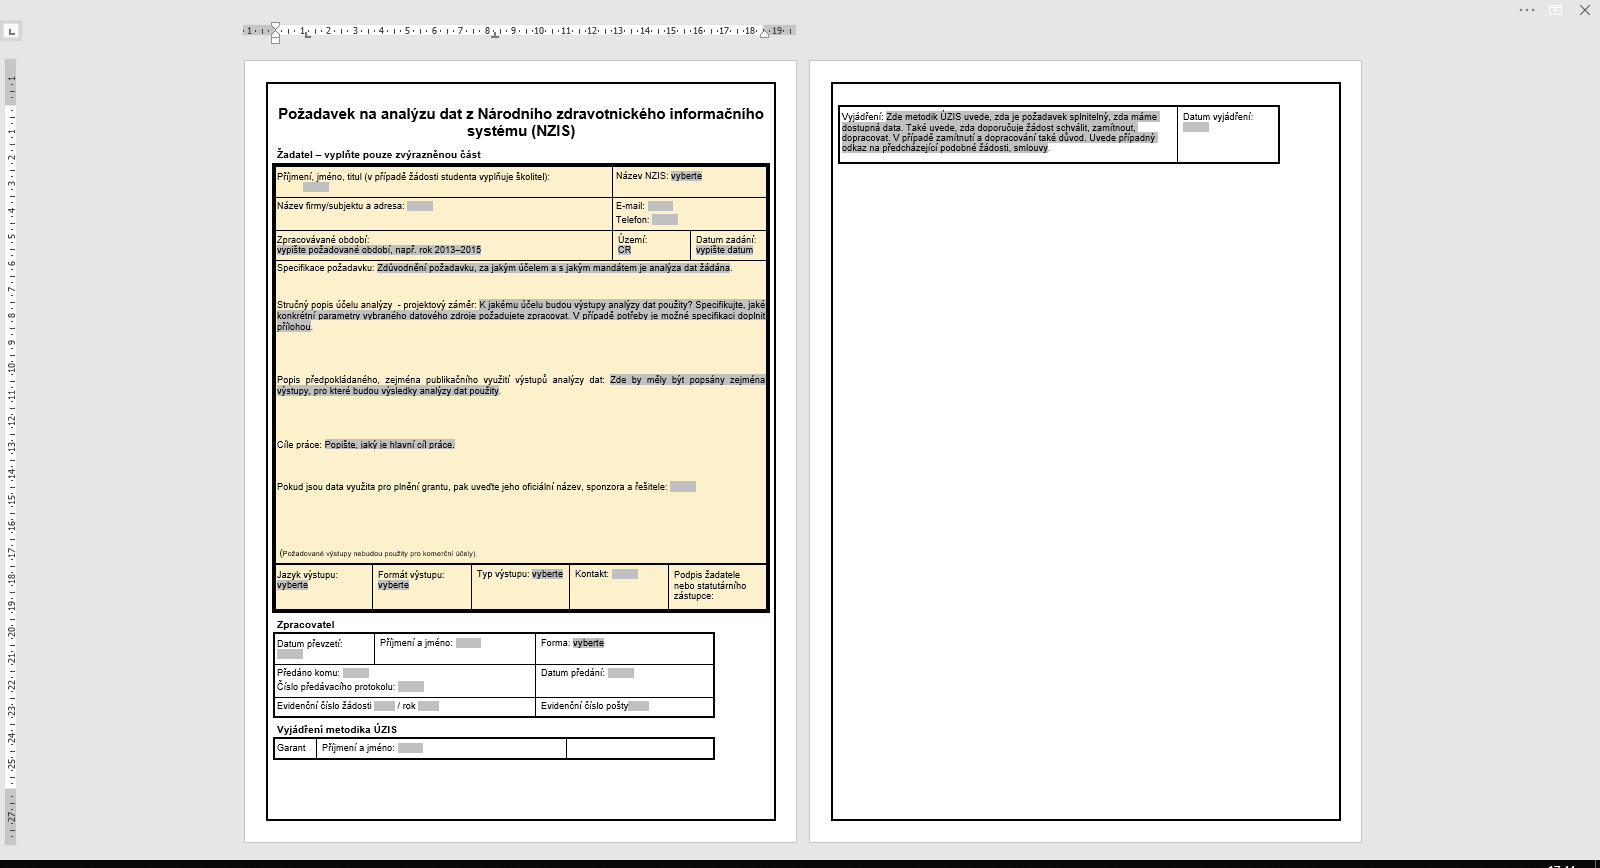 Požadavek na analýzu dat z Národního zdravotnického informačního
systému (NZIS)
Žadatel – vyplňte pouze zvýrazněnou část
Příjmení, jméno, titul (v případě žádosti studenta vyplňuje školitel):
Název NZIS: vyberte
Název firmy/subjektu a adresa:
E-mail:
Telefon:
Zpracovávané období:
vypište požadované období, např. rok 2013–2015
Území:
CR
Datum zadání:
vypište datum
Specifikace požadavku: Zdůvodnění požadavku, za jakým účelem a s jakým mandátem je analýza dat žádána.
Stručný popis účelu analýzy - projektový záměr: K jakému účelu budou výstupy analýzy dat použity? Specifikujte, jaké
konkrétní parametry vybraného datového zdroje požadujete zpracovat. V případě potřeby je možné specifikaci doplnit
přílohou.
Popis předpokládaného, zejména publikačního využití výstupů analýzy dat: Zde by měly být popsány zejména
výstupy, pro které budou výsledky analýzy dat použity.
Cíle práce: Popište, jaký je hlavní cíl práce.
Pokud jsou data využita pro plnění grantu, pak uveďte jeho oficiální název, sponzora a řešitele:
(Požadované výstupy nebudou použity pro komerční účely).
Jazyk výstupu:
vyberte
Formát výstupu:
vyberte
Typ výstupu: vyberte
Kontakt:
Podpis žadatele
nebo statutárního
zástupce:
Zpracovatel
Datum převzetí:
Příjmení a jméno:
Forma: vyberte
Předáno komu:
Číslo předávacího protokolu:
Datum předání:
Evidenční číslo žádosti / rok
Evidenční číslo pošty
Vyjádření metodika ÚZIS
Garant
Příjmení a jméno:
Vyjádření: Zde metodik ÚZIS uvede, zda je požadavek splnitelný, zda máme
dostupná data. Také uvede, zda doporučuje žádost schválit, zamítnout,
dopracovat. V případě zamítnutí a dopracování také důvod. Uvede případný
odkaz na předcházející podobné žádosti, smlouvy.
Datum vyjádření: